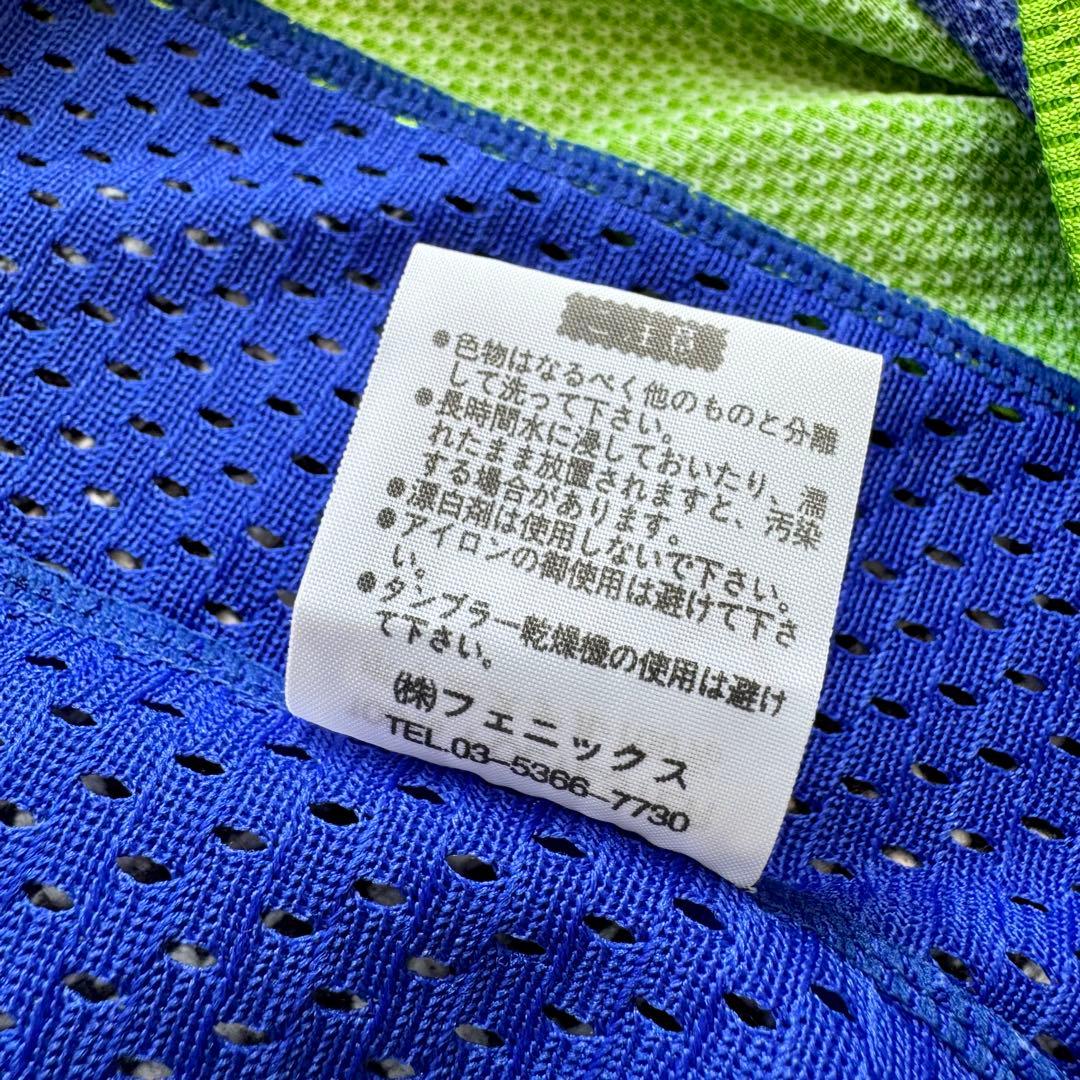 ご注意
●色物はなるべく他のものと分離
して洗って下さい。
●長時間水に浸しておいたり、濡
れたまま放置されますと、汚染
する場合があります。
●漂白剤は使用しないで下さい。
●アイロンの御使用は避けて下さ
い。
●タンブラー乾燥機の使用は避け
て下さい。
㈱フェニックス
TEL.03-5366-7730